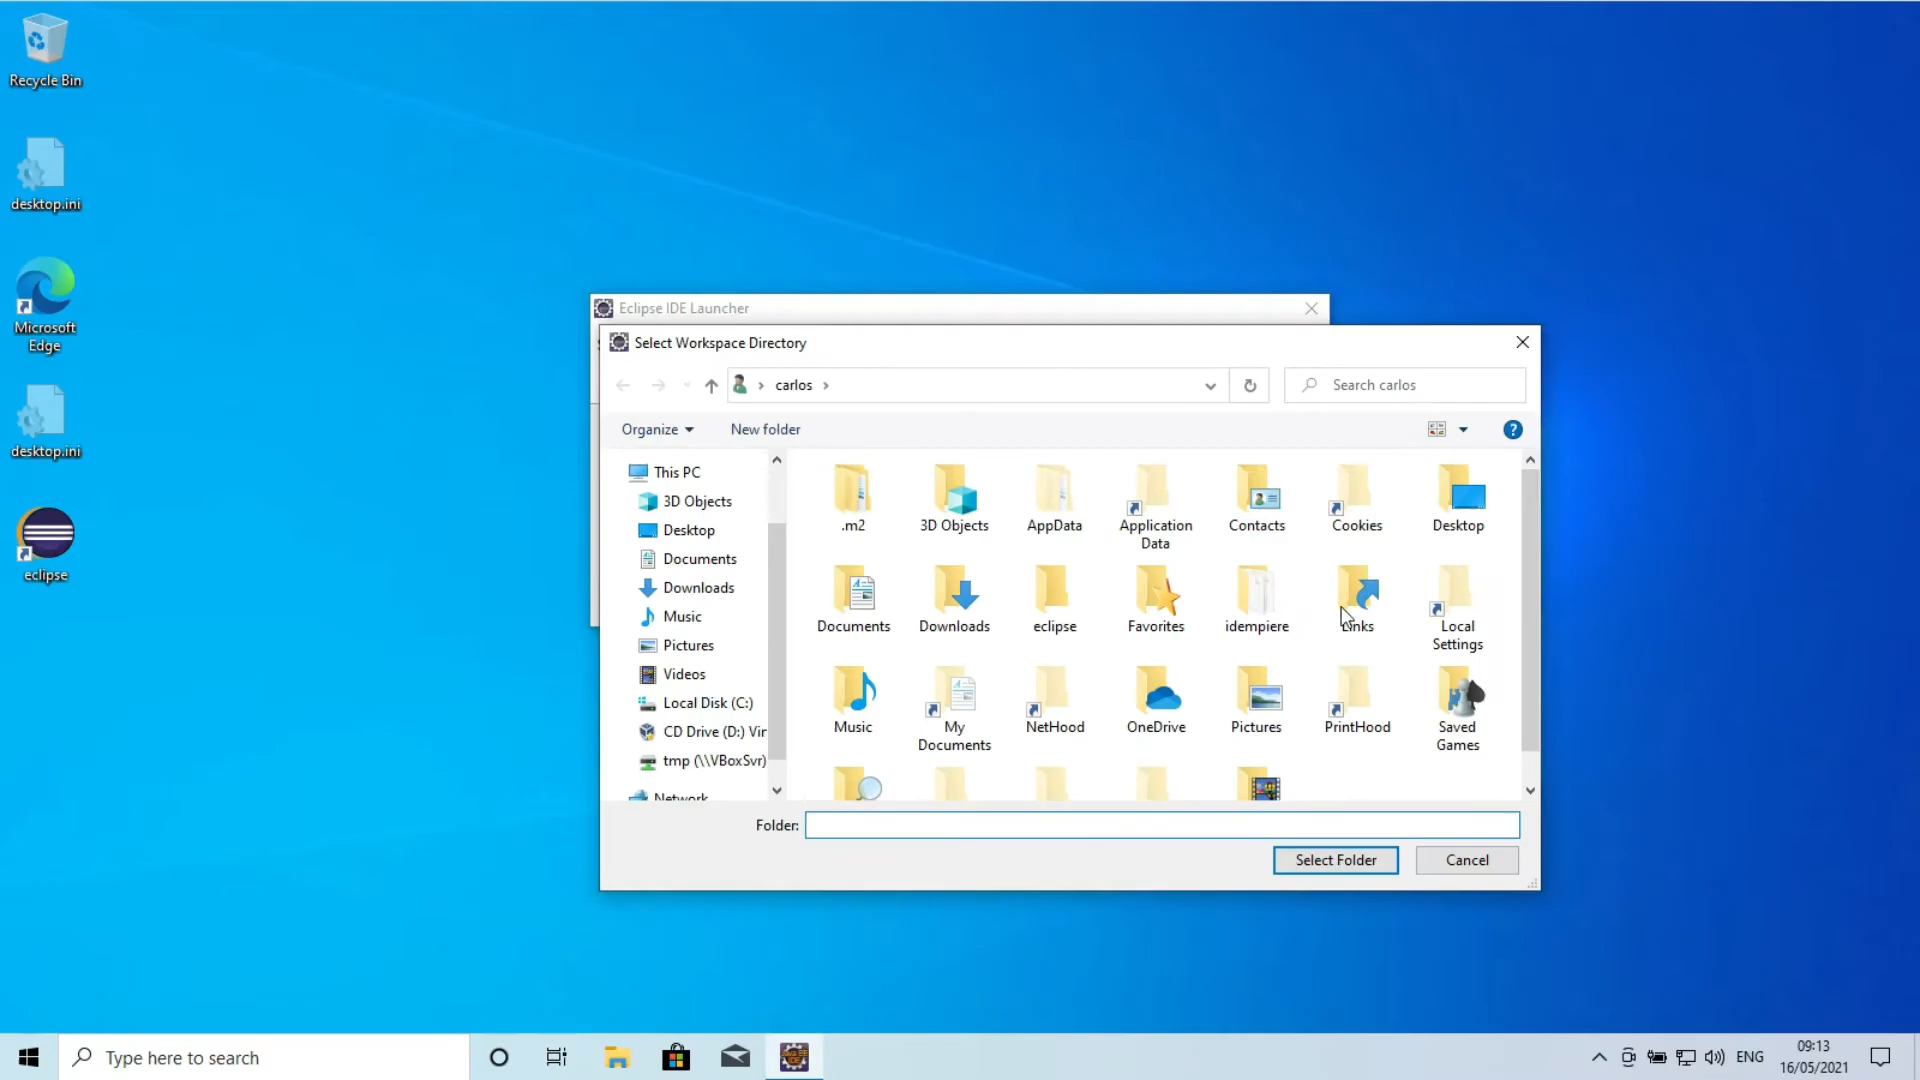 Recycle Bin
desktop.ini
Microsoft
Edge
desktop.ini
eclipse
Eclipse IDE Launcher
Select Workspace Directory
carlos
Search carlos
Organize
New folder
This PC
3D Objects
Desktop
Documents
Downloads
Music
Pictures
Videos
Local Disk (C:)
CD Drive (D:) Vir
tmp (\\VBoxSvr)
Network
.m2
3D Objects
AppData
Application
Data
Contacts
Cookies
Desktop
Documents
Downloads
eclipse
Favorites
idempiere
Links
Local
Settings
Music
My
Documents
NetHood
OneDrive
Pictures
PrintHood
Saved
Games
Folder:
Select Folder
Cancel
Type here to search
ENG
09:13
16/05/2021